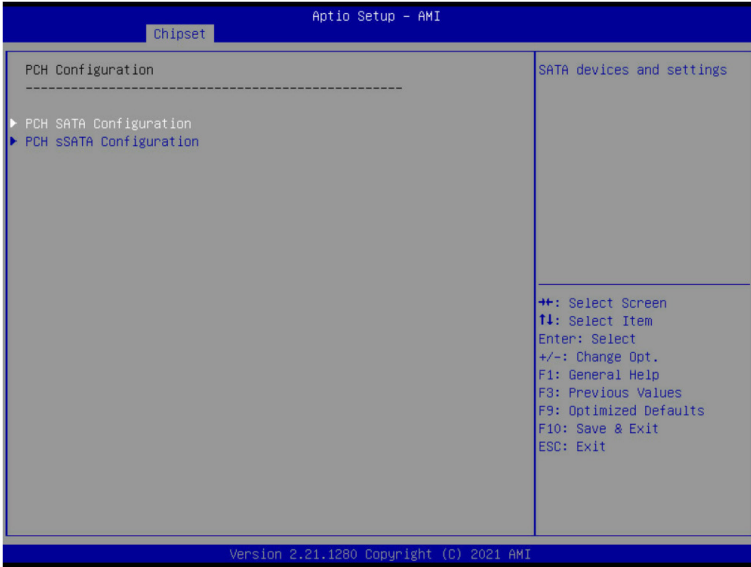 Aptio Setup – AMI
Chipset
PCH Configuration
--------------------------------------------------
PCH SATA Configuration
PCH sSATA Configuration
SATA devices and settings
→←: Select Screen
↑↓: Select Item
Enter: Select
+/-: Change Opt.
F1: General Help
F3: Previous Values
F9: Optimized Defaults
F10: Save & Exit
ESC: Exit
Version 2.21.1280 Copyright (C) 2021 AMI